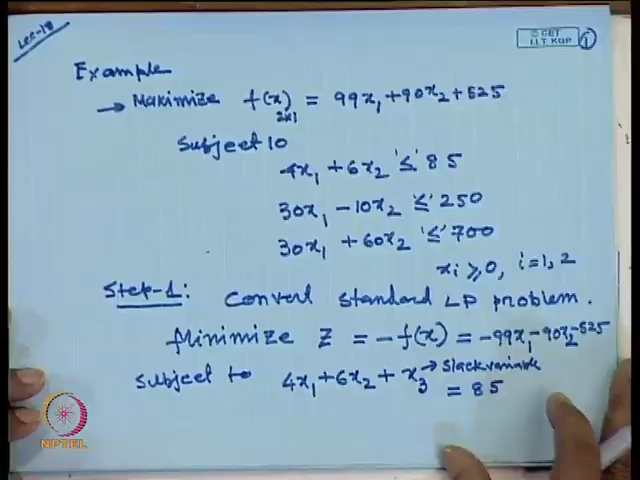 Lec-18
© CET
I.I.T. KGP
1
Example
→ Maximize f(x) = 99x₁ + 90x₂ + 525
2x1
Subject to
4x₁ + 6x₂ '≤' 85
30x₁ - 10x₂ '≤' 250
30x₁ + 60x₂ '≤' 700
xᵢ ≥ 0, i = 1, 2
Step-1: Convert standard LP problem.
Minimize Z = -f(x) = -99x₁ - 90x₂ - 525
Subject to 4x₁ + 6x₂ + x₃ → Slack variable
= 85
NPTEL